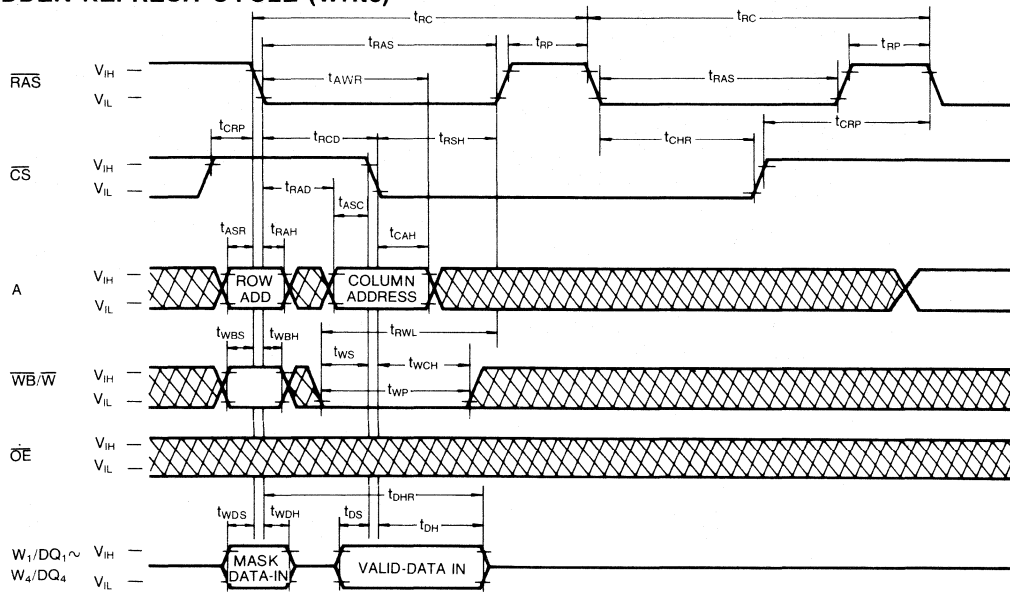 DDEN REFRESH CYCLE (Write)
tRC tRC
tRAS tRP tRP
RAS VIH tAWR tRAS
VIL
tCRP tRCD tRSH tCHR tCRP
CS VIH
VIL tRAD
tASC
tASR tRAH tCAH
A VIH ROW ADD COLUMN ADDRESS
VIL
tRWL
tWBS tWBH tWS tWCH
WB/W VIH tWP
VIL
OE VIH
VIL
tDHR
tWDS tWDH tDS tDH
W1/DQ1~ VIH MASK DATA-IN VALID-DATA IN
W4/DQ4 VIL